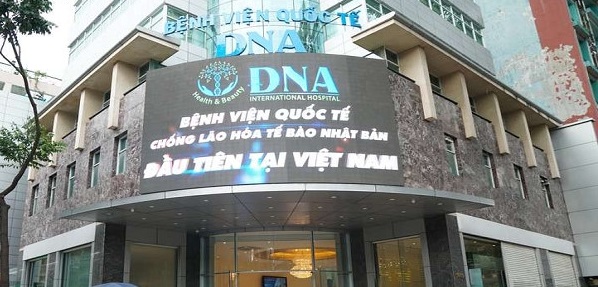 BỆNH VIỆN QUỐC TẾ
DNA
Health & Beauty
DNA
INTERNATIONAL HOSPITAL
BỆNH VIỆN QUỐC TẾ
CHỐNG LÃO HÓA TẾ BÀO NHẬT BẢN
ĐẦU TIÊN TẠI VIỆT NAM